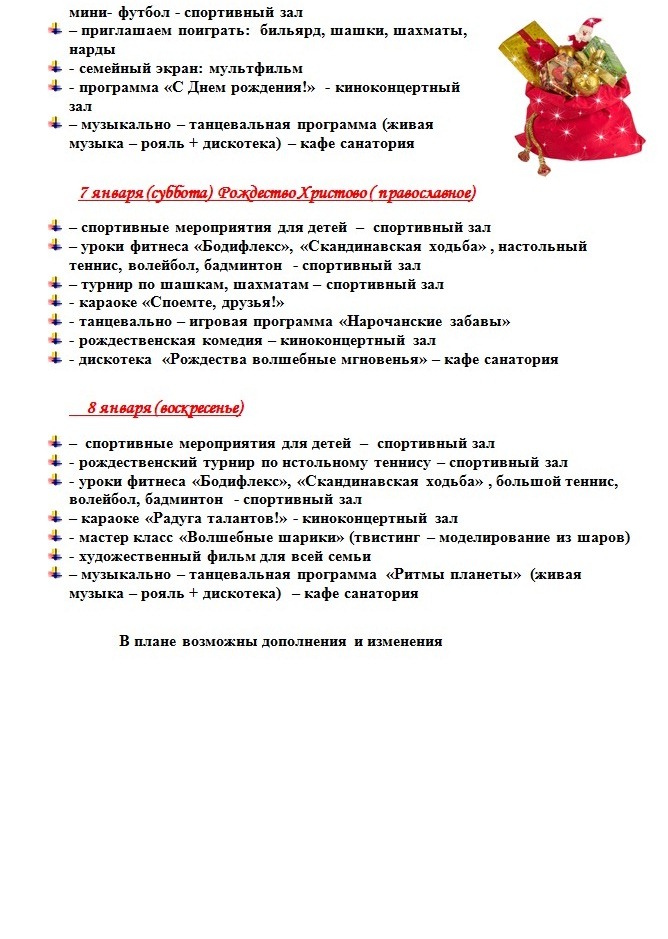 мини- футбол - спортивный зал
– приглашаем поиграть: бильярд, шашки, шахматы,
нарды
- семейный экран: мультфильм
- программа «С Днем рождения!» - киноконцертный
зал
– музыкально – танцевальная программа (живая
музыка – рояль + дискотека) – кафе санатория
7 января (суббота) Рождество Христово ( православное)
– спортивные мероприятия для детей – спортивный зал
– уроки фитнеса «Бодифлекс», «Скандинавская ходьба» , настольный
теннис, волейбол, бадминтон - спортивный зал
– турнир по шашкам, шахматам – спортивный зал
- караоке «Споемте, друзья!»
- танцевально – игровая программа «Нарочанские забавы»
- рождественская комедия – киноконцертный зал
- дискотека «Рождества волшебные мгновенья» – кафе санатория
8 января (воскресенье)
– спортивные мероприятия для детей – спортивный зал
- рождественский турнир по нстольному теннису – спортивный зал
- уроки фитнеса «Бодифлекс», «Скандинавская ходьба» , большой теннис,
волейбол, бадминтон - спортивный зал
– караоке «Радуга талантов!» - киноконцертный зал
- мастер класс «Волшебные шарики» (твистинг – моделирование из шаров)
- художественный фильм для всей семьи
– музыкально – танцевальная программа «Ритмы планеты» (живая
музыка – рояль + дискотека) – кафе санатория
В плане возможны дополнения и изменения